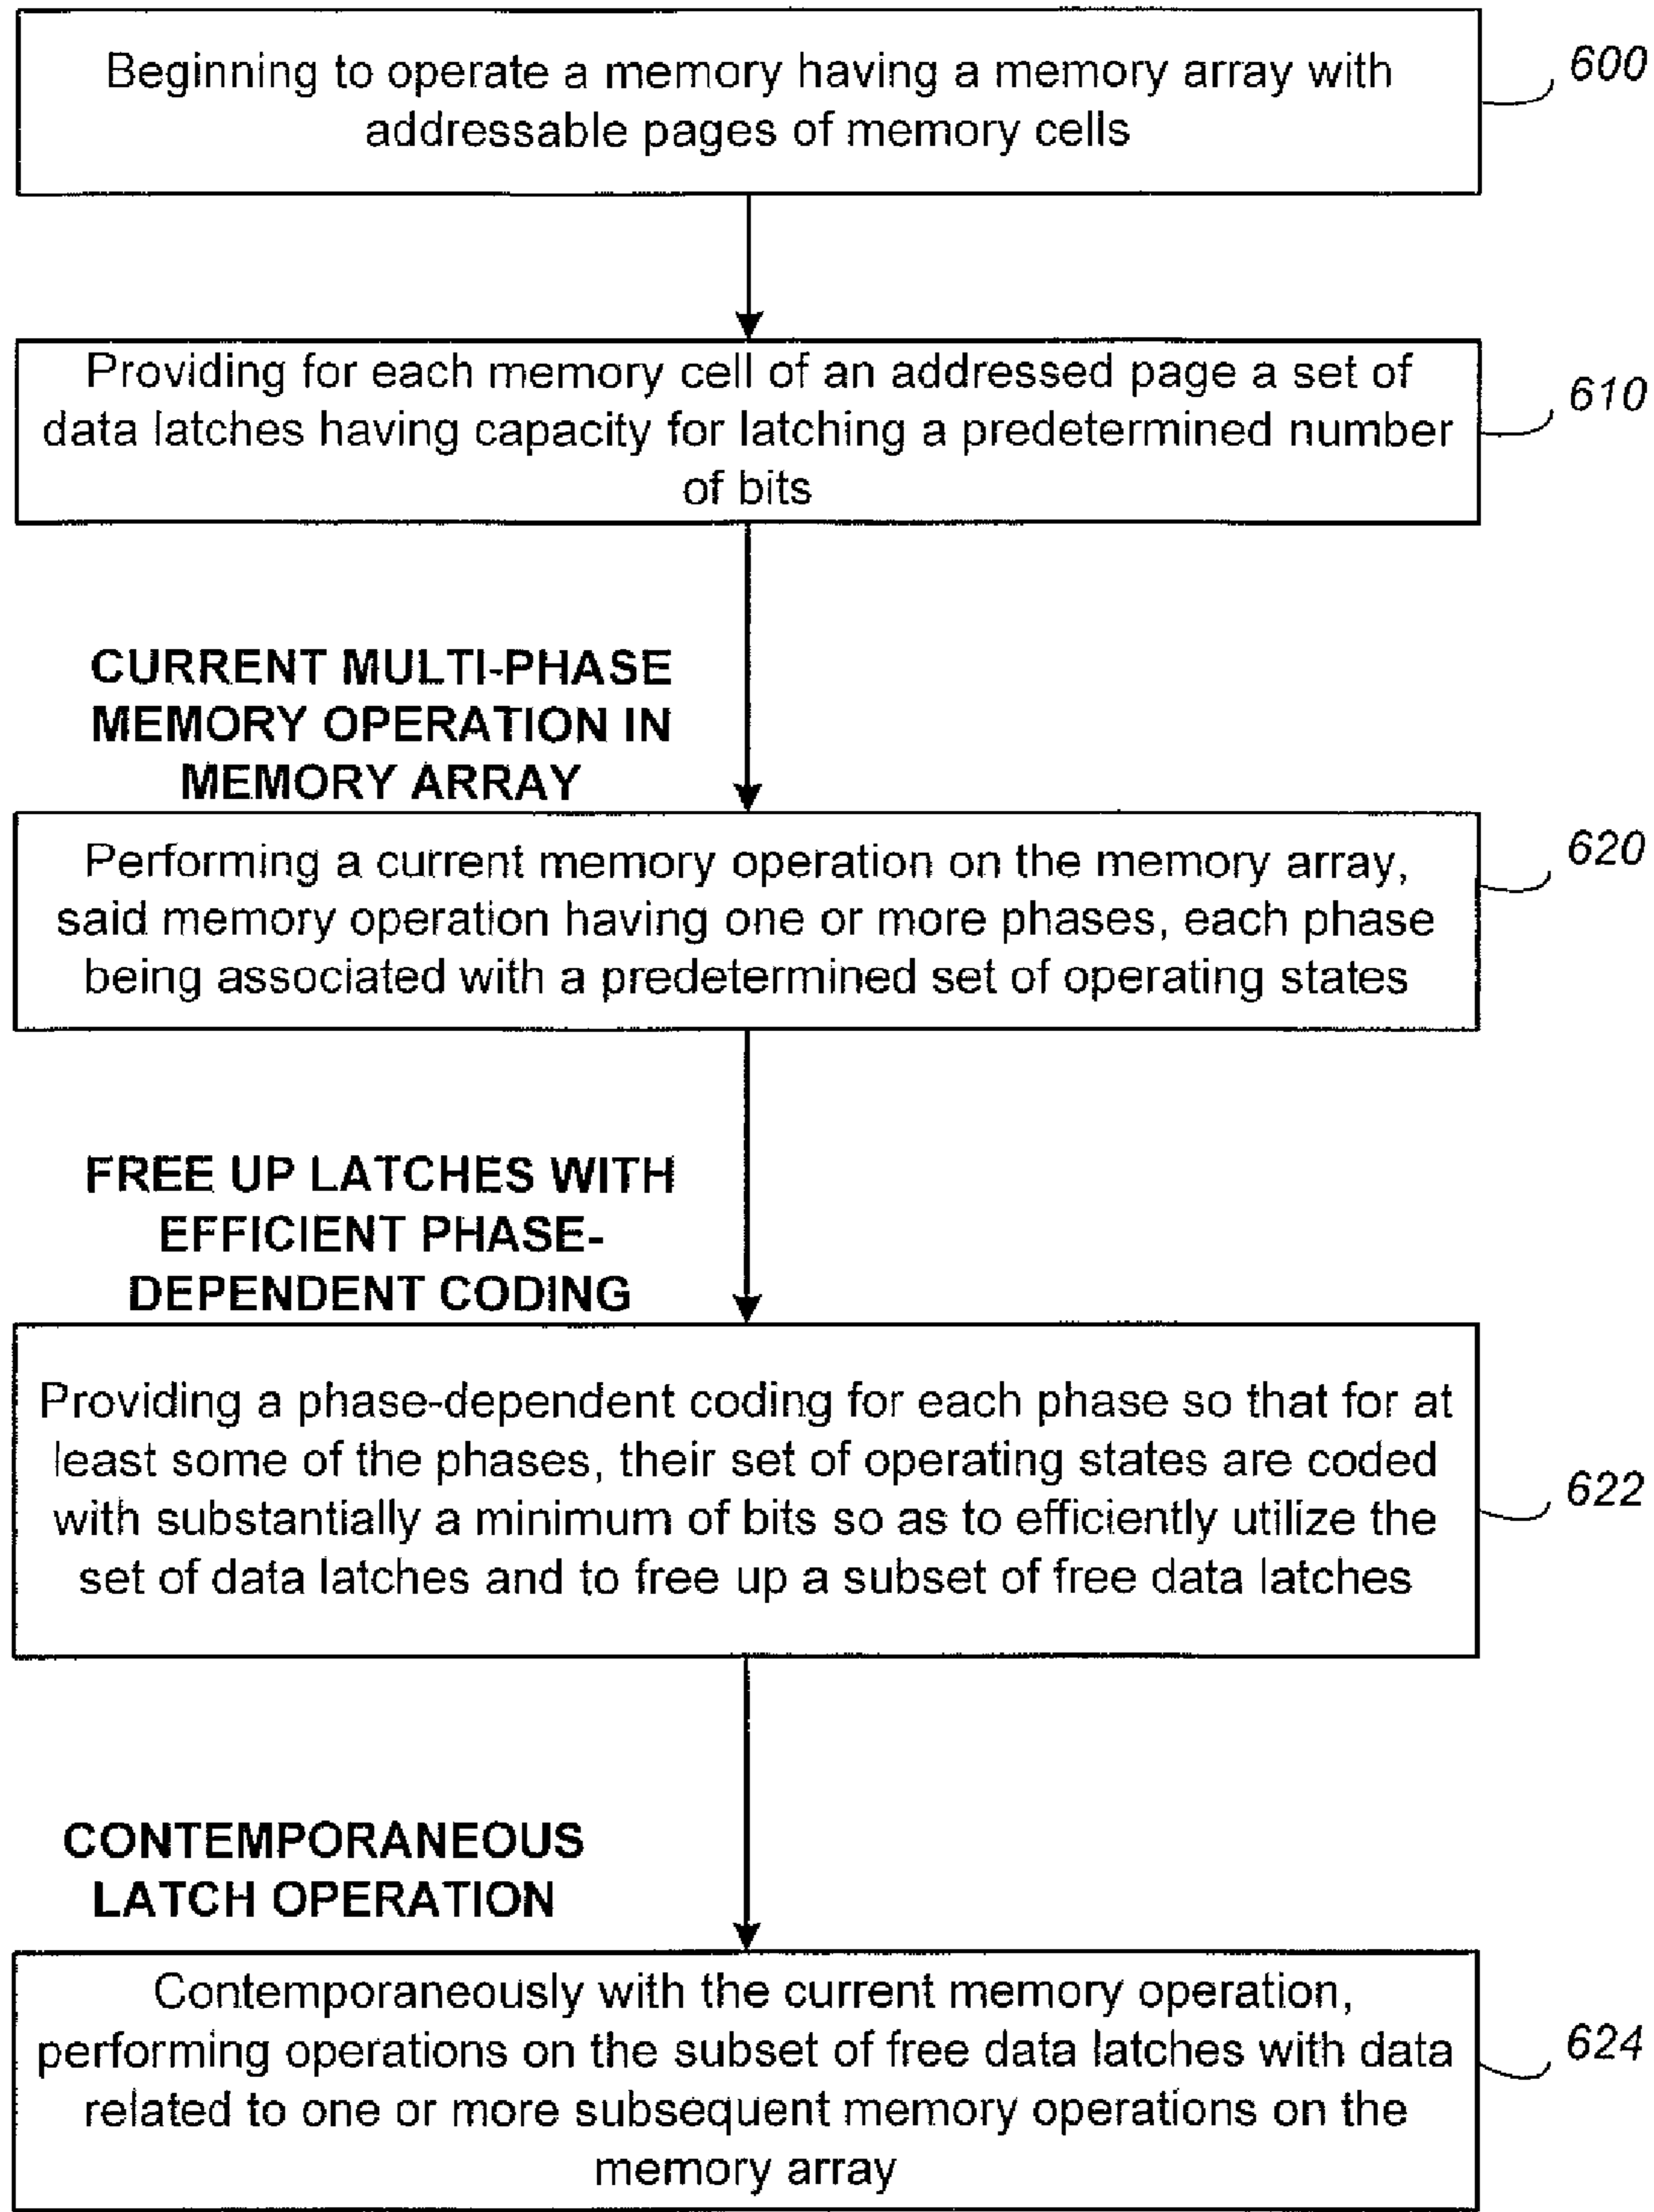 Beginning to operate a memory having a memory array with
addressable pages of memory cells
600
Providing for each memory cell of an addressed page a set of
data latches having capacity for latching a predetermined number
of bits
610
CURRENT MULTI-PHASE
MEMORY OPERATION IN
MEMORY ARRAY
Performing a current memory operation on the memory array,
said memory operation having one or more phases, each phase
being associated with a predetermined set of operating states
620
FREE UP LATCHES WITH
EFFICIENT PHASE-
DEPENDENT CODING
Providing a phase-dependent coding for each phase so that for at
least some of the phases, their set of operating states are coded
with substantially a minimum of bits so as to efficiently utilize the
set of data latches and to free up a subset of free data latches
622
CONTEMPORANEOUS
LATCH OPERATION
Contemporaneously with the current memory operation,
performing operations on the subset of free data latches with data
related to one or more subsequent memory operations on the
memory array
624